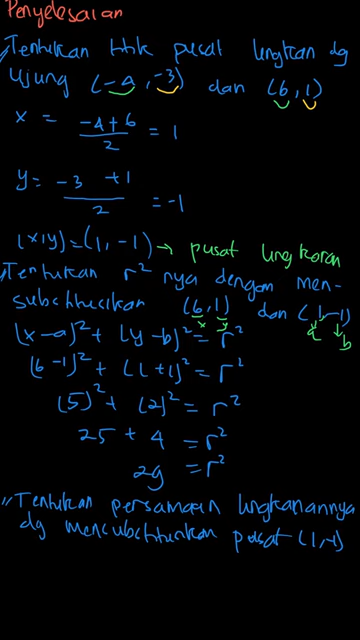 Penyelesaian
Tentukan titik pusat lingkaran dg
Ujung (-4, -3) dan (6, 1)
x = (-4+6)/2 = 1
y = (-3 +1)/2 = -1
(x,y) = (1, -1) → pusat lingkaran
Tentukan r² nya dengan men-
substitusikan (6,1) dan (1,-1)
x y a b
(x-a)² + (y-b)² = r²
(6-1)² + (1+1)² = r²
(5)² + (2)² = r²
25 + 4 = r²
29 = r²
" Tentukan persamaan lingkarannya
dg mensubstitusikan pusat (1,-1)